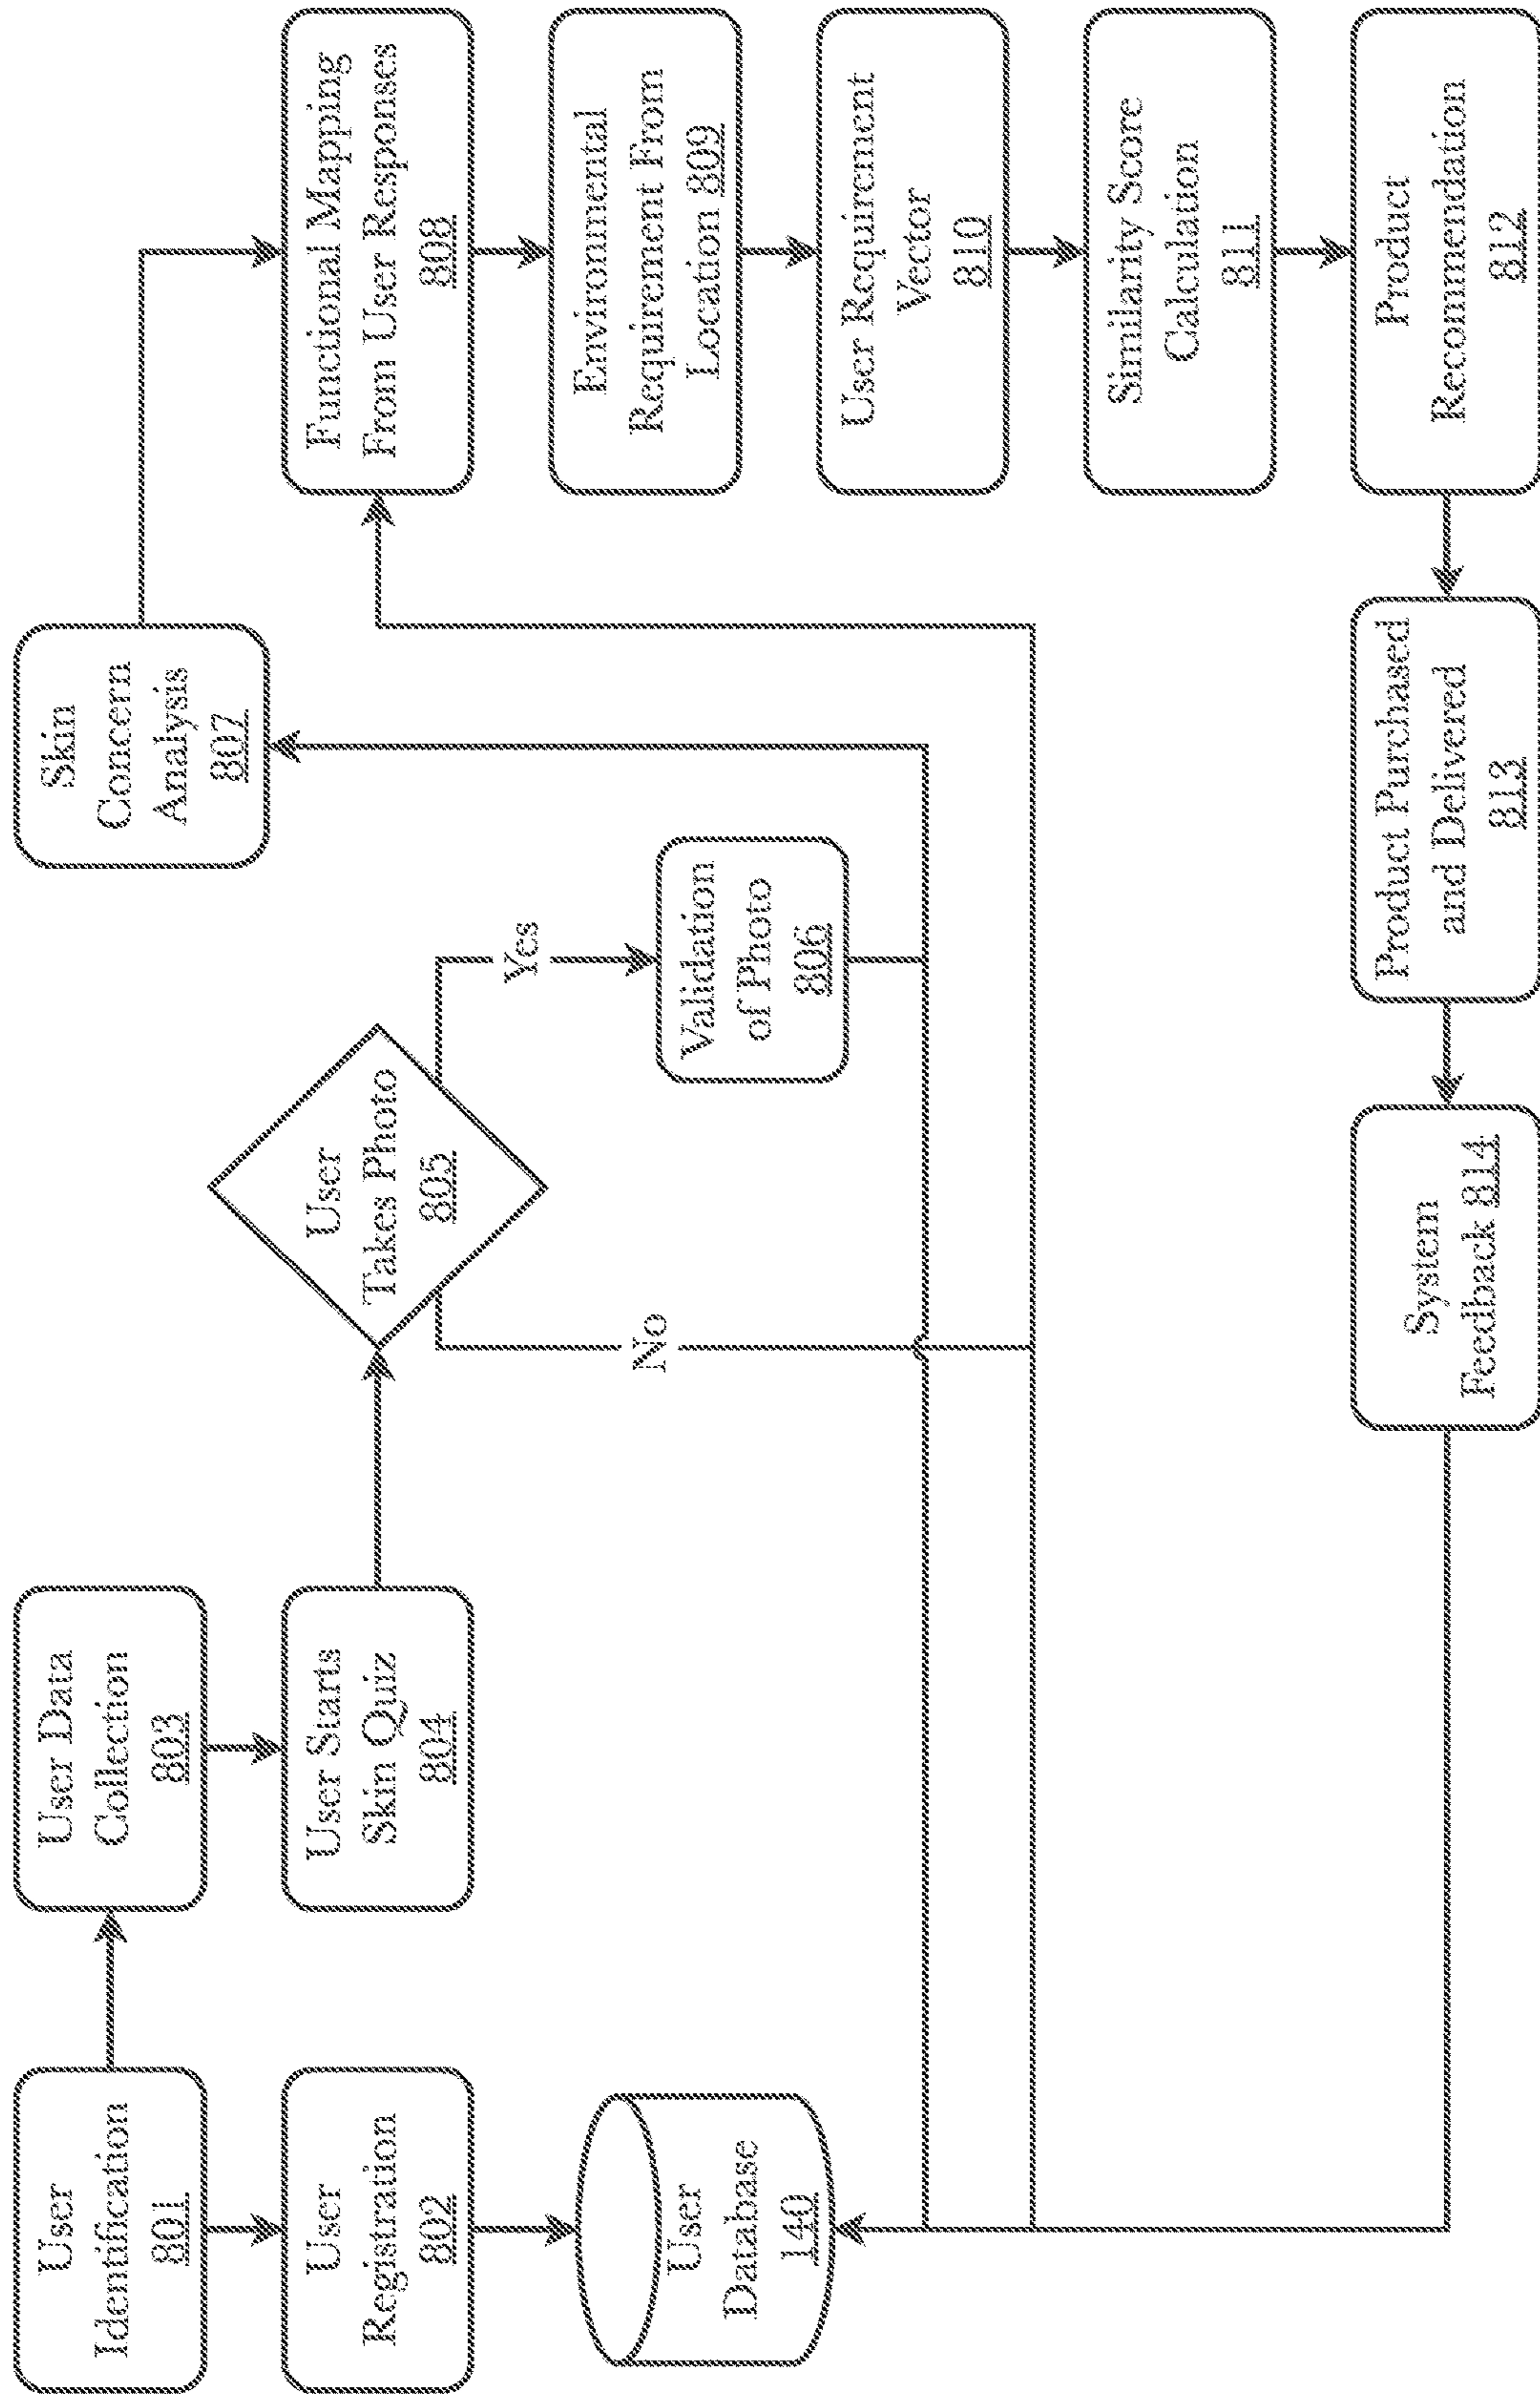 User
Identification
801
User
Registration
802
User
Database
140
User Data
Collection
803
User Starts
Skin Quiz
804
User
Takes Photo
805
Yes
No
Validation
of Photo
806
Skin
Concern
Analysis
807
Functional Mapping
From User Responses
808
Environmental
Requirement From
Location 809
User Requirement
Vector
810
Similarity Score
Calculation
811
Product
Recommendation
812
Product Purchased
and Delivered
813
System
Feedback 814